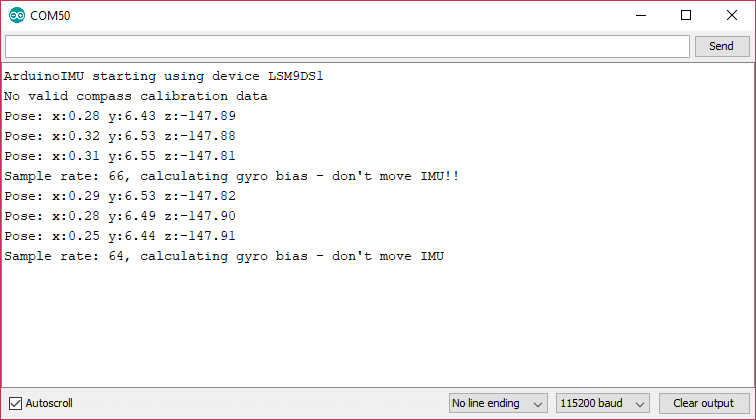 COM50
Send
ArduinoIMU starting using device LSM9DS1
No valid compass calibration data
Pose: x:0.28 y:6.43 z:-147.89
Pose: x:0.32 y:6.53 z:-147.88
Pose: x:0.31 y:6.55 z:-147.81
Sample rate: 66, calculating gyro bias - don't move IMU!!
Pose: x:0.29 y:6.53 z:-147.82
Pose: x:0.28 y:6.49 z:-147.90
Pose: x:0.25 y:6.44 z:-147.91
Sample rate: 64, calculating gyro bias - don't move IMU
Autoscroll No line ending 115200 baud Clear output